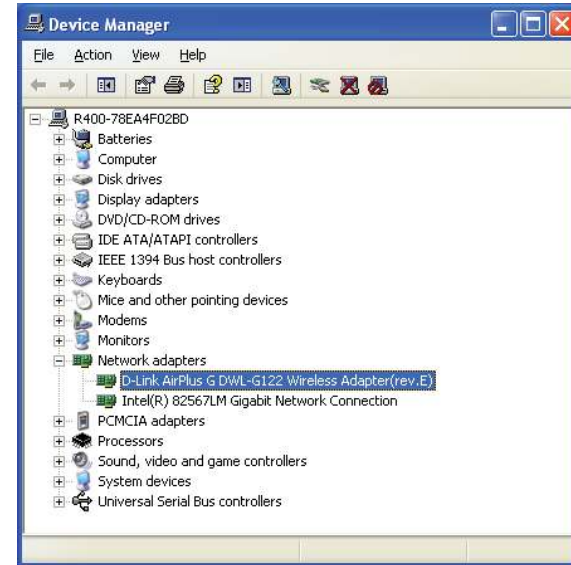 Device Manager
File Action View Help
R400-78EA4F02BD
Batteries
Computer
Disk drives
Display adapters
DVD/CD-ROM drives
IDE ATA/ATAPI controllers
IEEE 1394 Bus host controllers
Keyboards
Mice and other pointing devices
Modems
Monitors
Network adapters
D-Link AirPlus G DWL-G122 Wireless Adapter(rev.E)
Intel(R) 82567LM Gigabit Network Connection
PCMCIA adapters
Processors
Sound, video and game controllers
System devices
Universal Serial Bus controllers